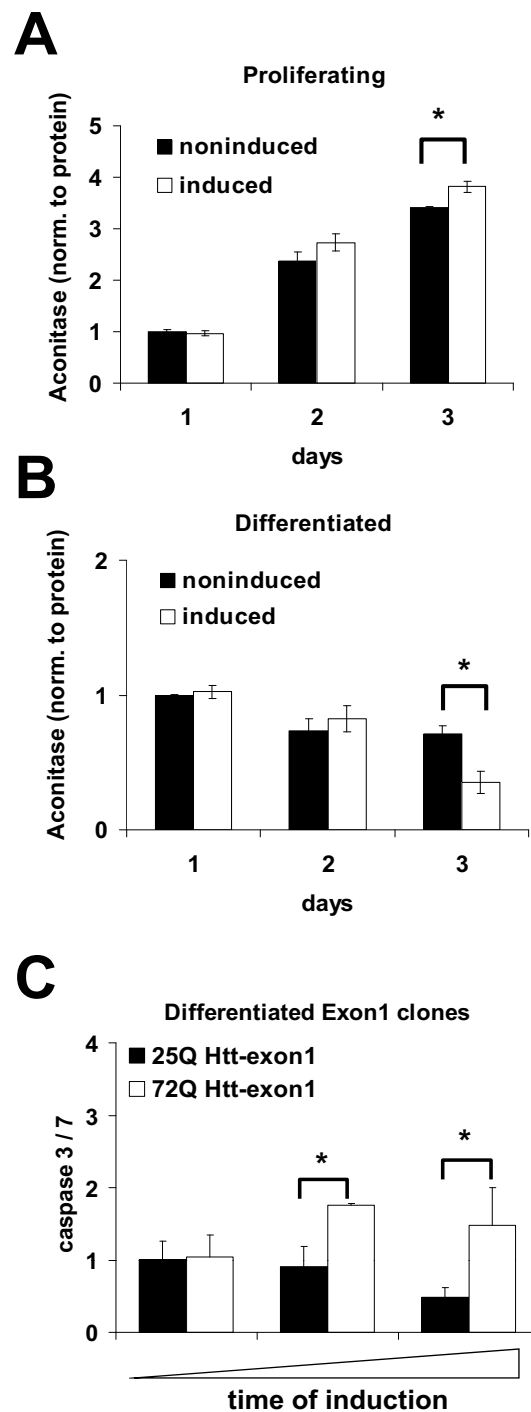 A
Proliferating
Aconitase (norm. to protein)
5
4
3
2
1
0
noninduced
induced
*
1 2 3
days
B
Differentiated
Aconitase (norm. to protein)
2
1
0
noninduced
induced
*
1 2 3
days
C
Differentiated Exon1 clones
caspase 3 / 7
4
3
2
1
0
25Q Htt-exon1
72Q Htt-exon1
* *
time of induction